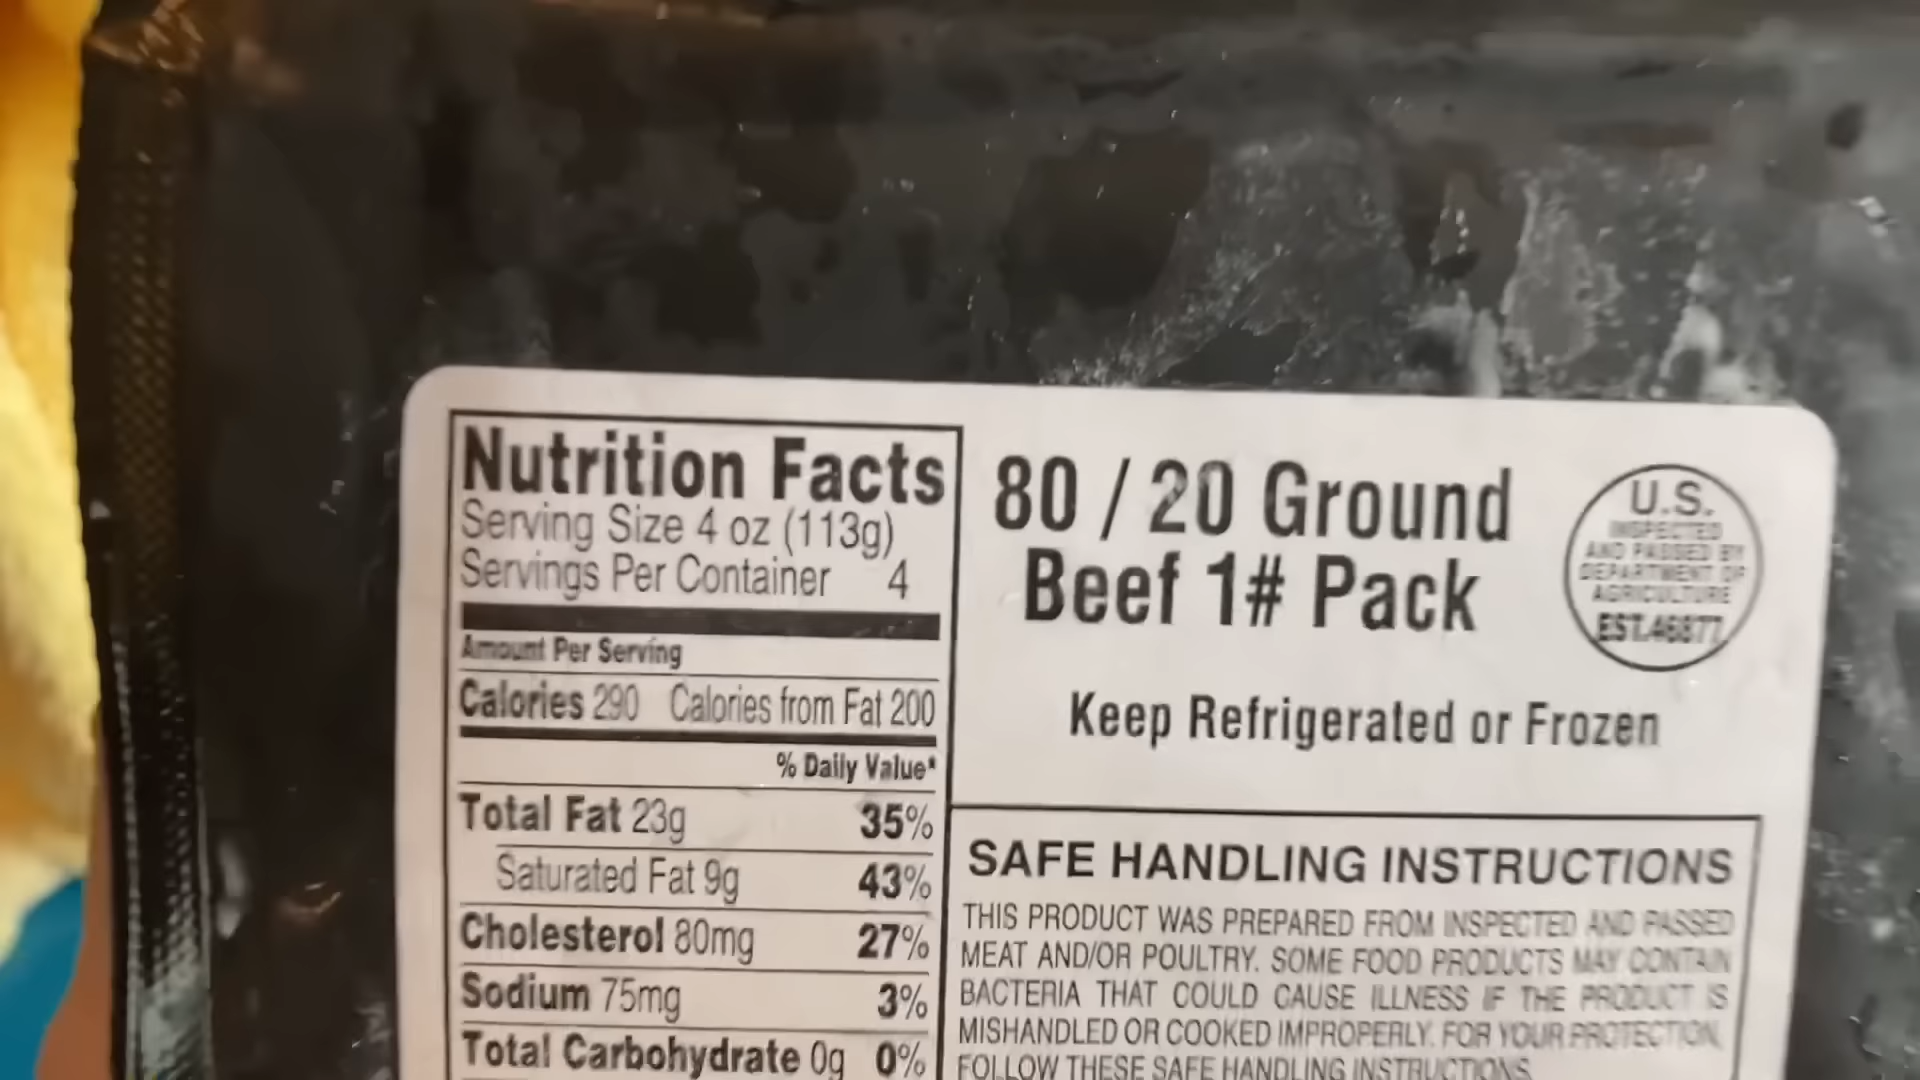 Nutrition Facts
Serving Size 4 oz (113g)
Servings Per Container 4
Amount Per Serving
Calories 290 Calories from Fat 200
% Daily Value*
Total Fat 23g 35%
Saturated Fat 9g 43%
Cholesterol 80mg 27%
Sodium 75mg 3%
Total Carbohydrate 0g 0%
80 / 20 Ground
Beef 1# Pack
U.S.
INSPECTED
AND PASSED BY
DEPARTMENT OF
AGRICULTURE
EST.46877
Keep Refrigerated or Frozen
SAFE HANDLING INSTRUCTIONS
THIS PRODUCT WAS PREPARED FROM INSPECTED AND PASSED
MEAT AND/OR POULTRY. SOME FOOD PRODUCTS MAY CONTAIN
BACTERIA THAT COULD CAUSE ILLNESS IF THE PRODUCT IS
MISHANDLED OR COOKED IMPROPERLY. FOR YOUR PROTECTION,
FOLLOW THESE SAFE HANDLING INSTRUCTIONS